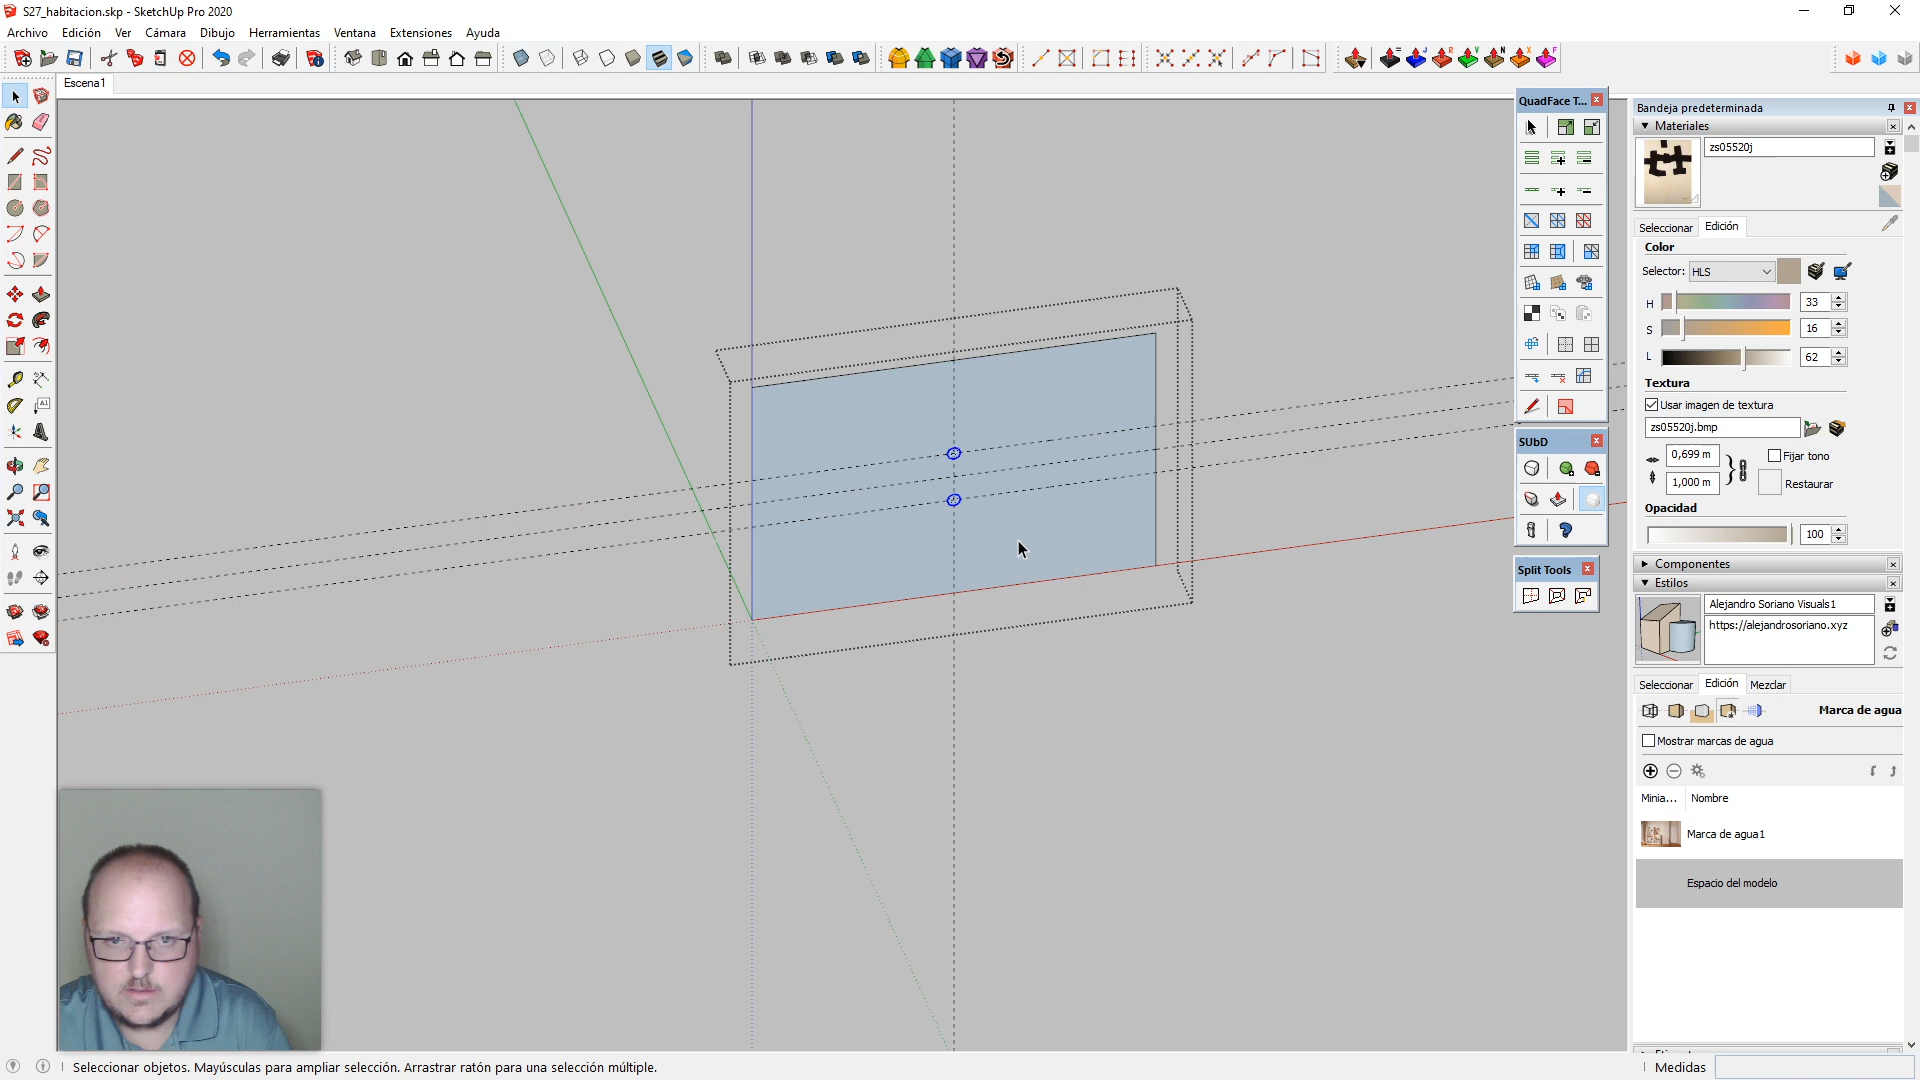 S27_habitacion.skp - SketchUp Pro 2020
Archivo Edición Ver Cámara Dibujo Herramientas Ventana Extensiones Ayuda
Escena1
QuadFace T...
SUbD
Split Tools
Bandeja predeterminada
Materiales
zs05520j
Seleccionar Edición
Color
Selector: HLS
H 33
S 16
L 62
Textura
Usar imagen de textura
zs05520j.bmp
0,699 m Fijar tono
1,000 m Restaurar
Opacidad
100
Componentes
Estilos
Alejandro Soriano Visuals1
https://alejandrosoriano.xyz
Seleccionar Edición Mezclar
Marca de agua
Mostrar marcas de agua
Minia... Nombre
Marca de agua1
Espacio del modelo
Seleccionar objetos. Mayúsculas para ampliar selección. Arrastrar ratón para una selección múltiple.
Medidas